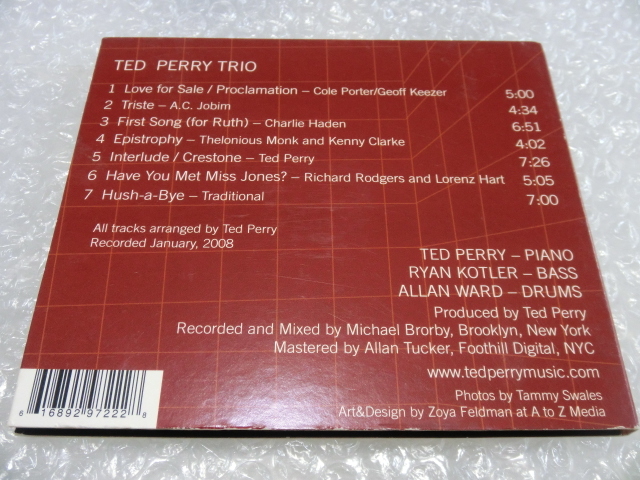 TED PERRY TRIO
1 Love for Sale / Proclamation – Cole Porter/Geoff Keezer 5:00
2 Triste – A.C. Jobim 4:34
3 First Song (for Ruth) – Charlie Haden 6:51
4 Epistrophy – Thelonious Monk and Kenny Clarke 4:02
5 Interlude / Crestone – Ted Perry 7:26
6 Have You Met Miss Jones? – Richard Rodgers and Lorenz Hart 5:05
7 Hush-a-Bye – Traditional 7:00
All tracks arranged by Ted Perry
Recorded January, 2008
TED PERRY – PIANO
RYAN KOTLER – BASS
ALLAN WARD – DRUMS
Produced by Ted Perry
Recorded and Mixed by Michael Brorby, Brooklyn, New York
Mastered by Allan Tucker, Foothill Digital, NYC
www.tedperrymusic.com
Photos by Tammy Swales
Art&Design by Zoya Feldman at A to Z Media
6 16892 97222 8